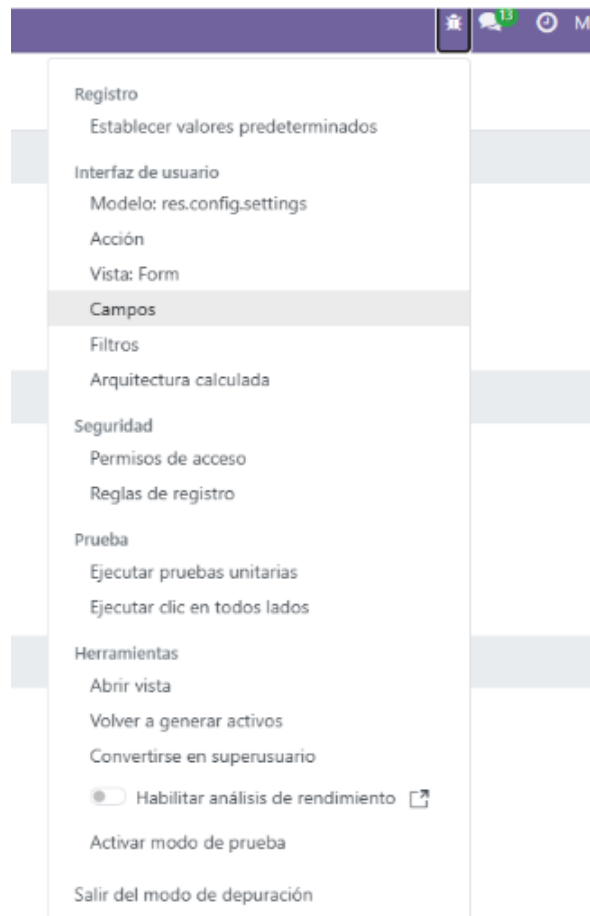 13
M
Registro
Establecer valores predeterminados
Interfaz de usuario
Modelo: res.config.settings
Acción
Vista: Form
Campos
Filtros
Arquitectura calculada
Seguridad
Permisos de acceso
Reglas de registro
Prueba
Ejecutar pruebas unitarias
Ejecutar clic en todos lados
Herramientas
Abrir vista
Volver a generar activos
Convertirse en superusuario
Habilitar análisis de rendimiento
Activar modo de prueba
Salir del modo de depuración